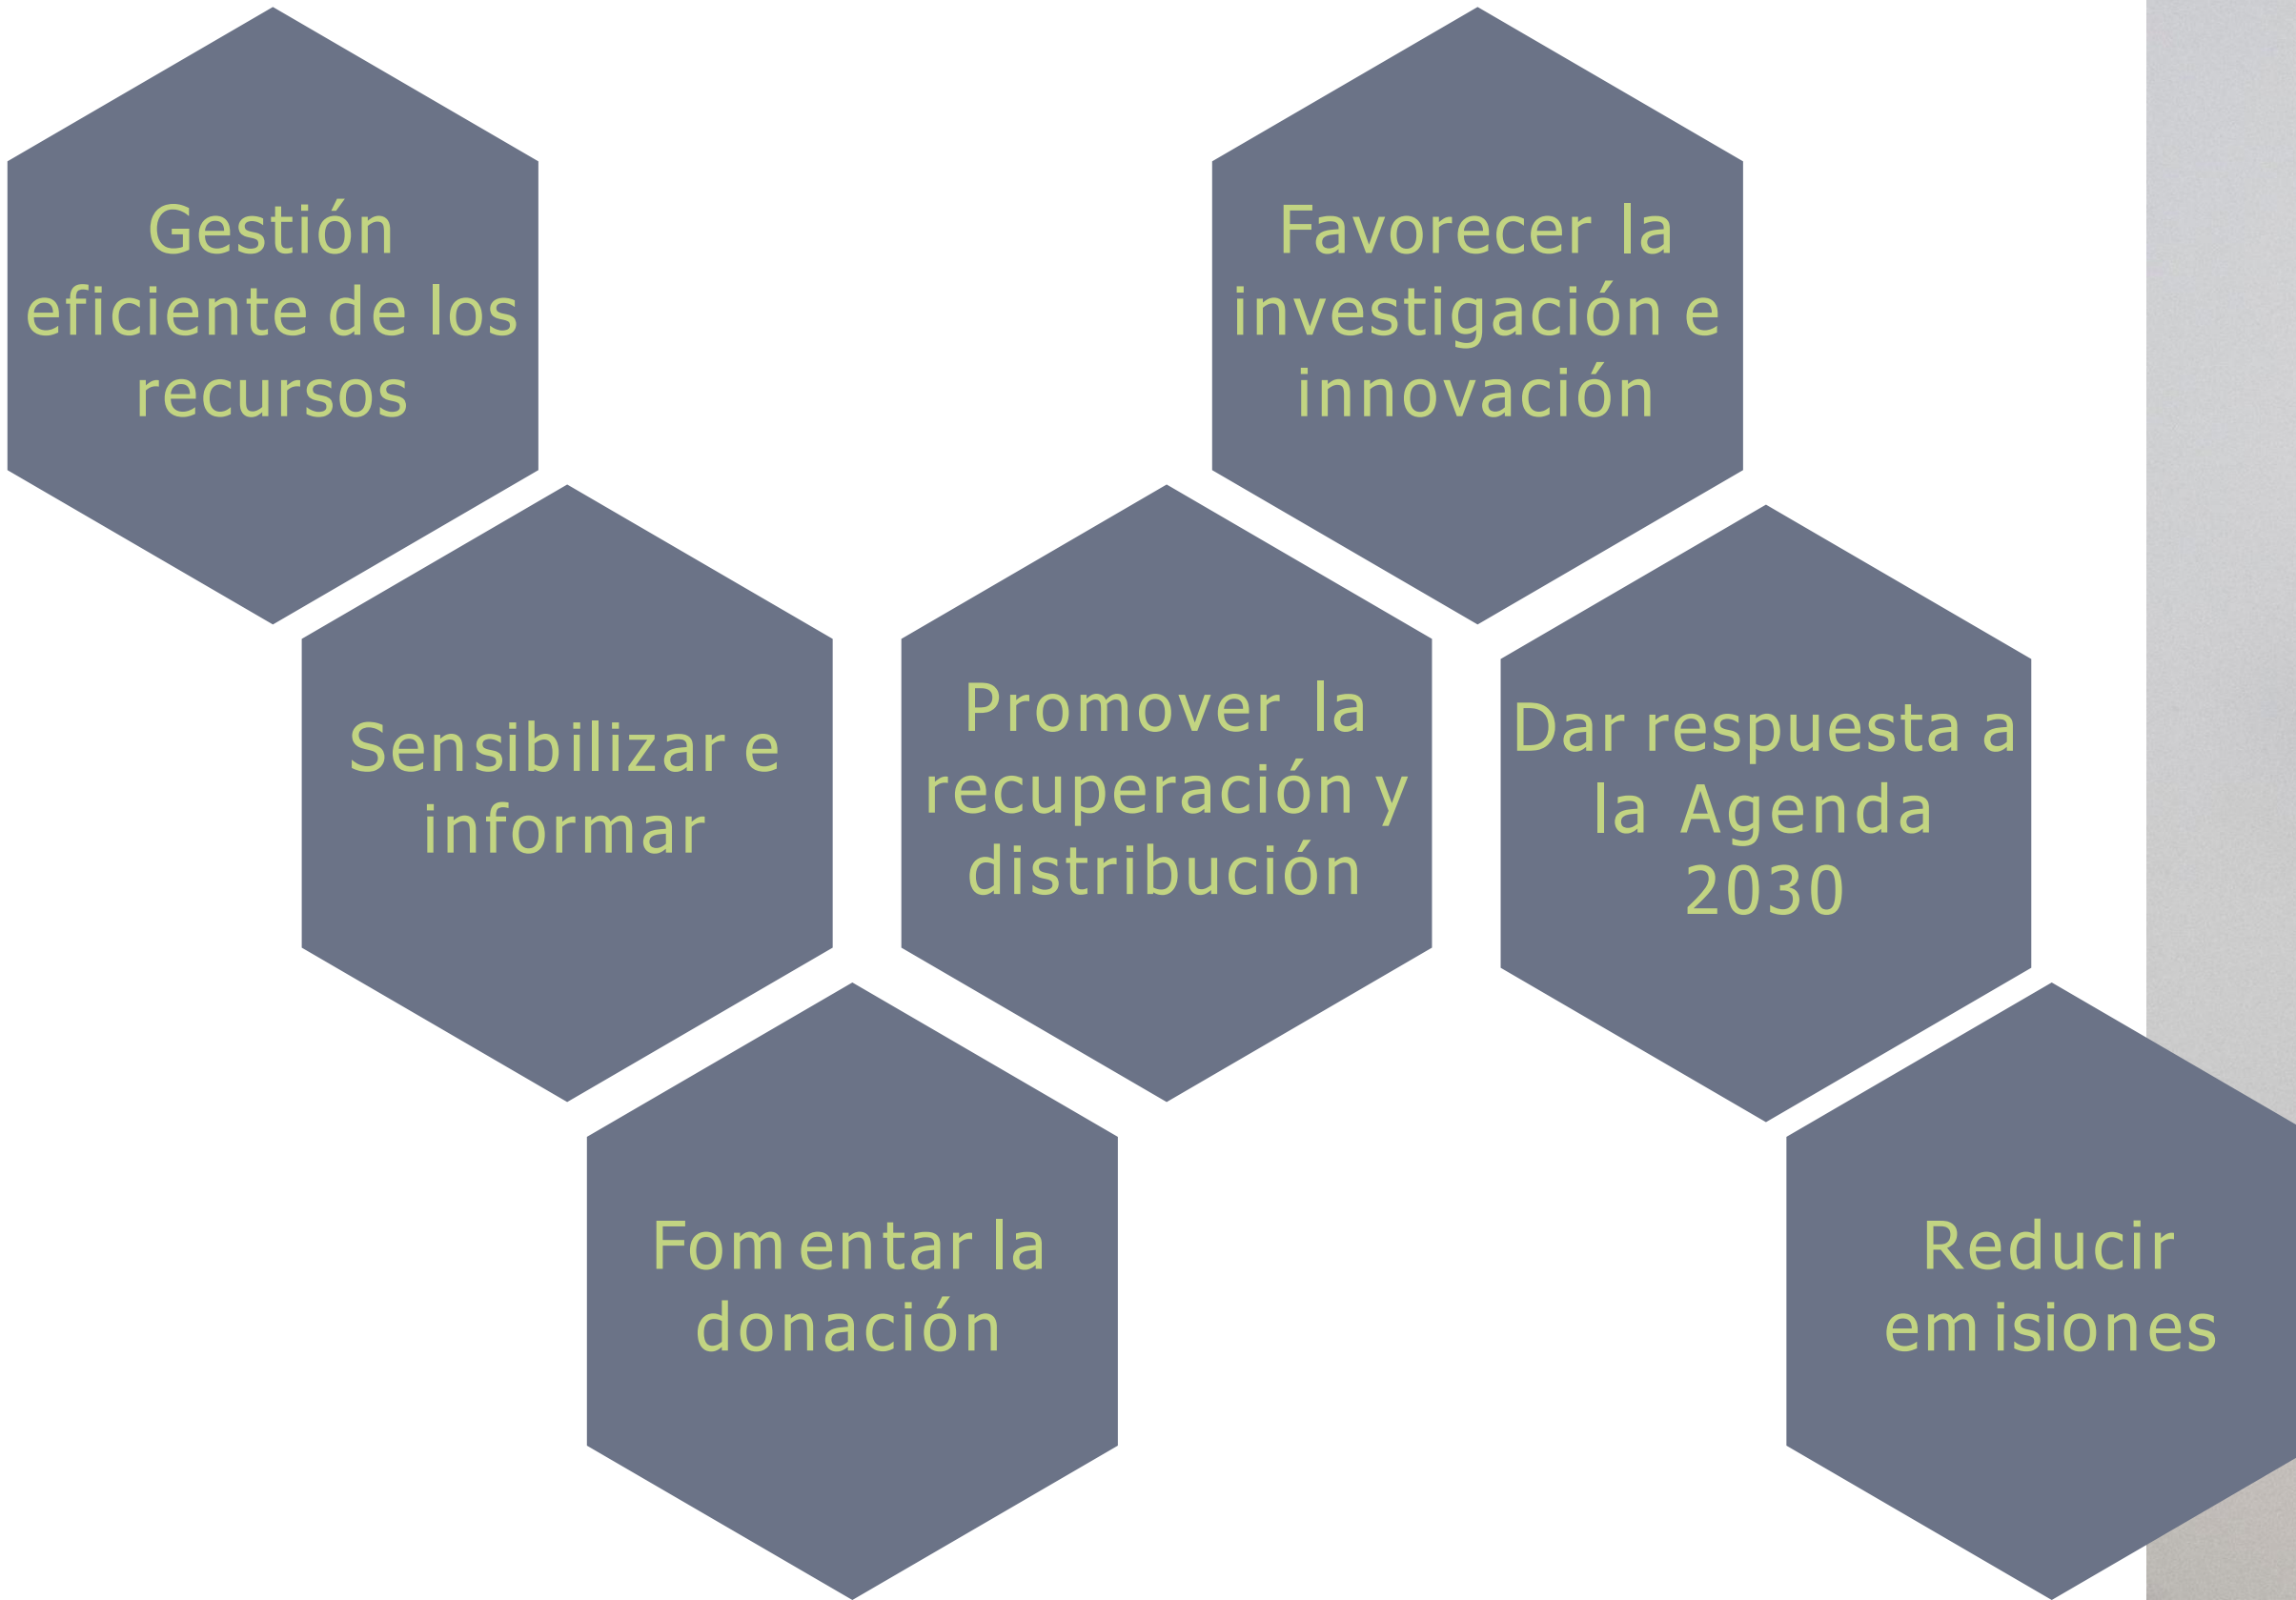 Gestión
eficiente de los
recursos
Sensibilizar e
informar
Fomentar la
donación
Promover la
recuperación y
distribución
Favorecer la
investigación e
innovación
Dar respuesta a
la Agenda
2030
Reducir
emisiones